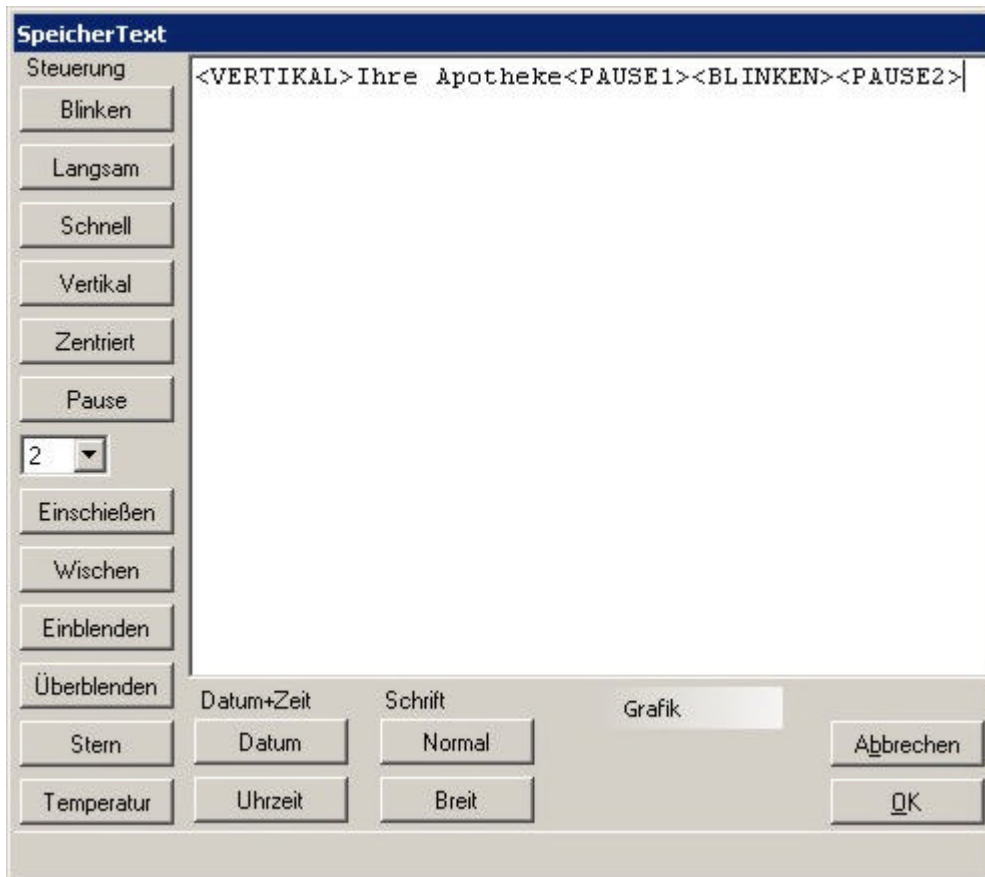 SpeicherText
Steuerung
<VERTIKAL>Ihre Apotheke<PAUSE1><BLINKEN><PAUSE2>
Blinken
Langsam
Schnell
Vertikal
Zentriert
Pause
2
Einschießen
Wischen
Einblenden
Überblenden
Stern
Temperatur
Datum+Zeit
Datum
Uhrzeit
Schrift
Normal
Breit
Grafik
Abbrechen
OK